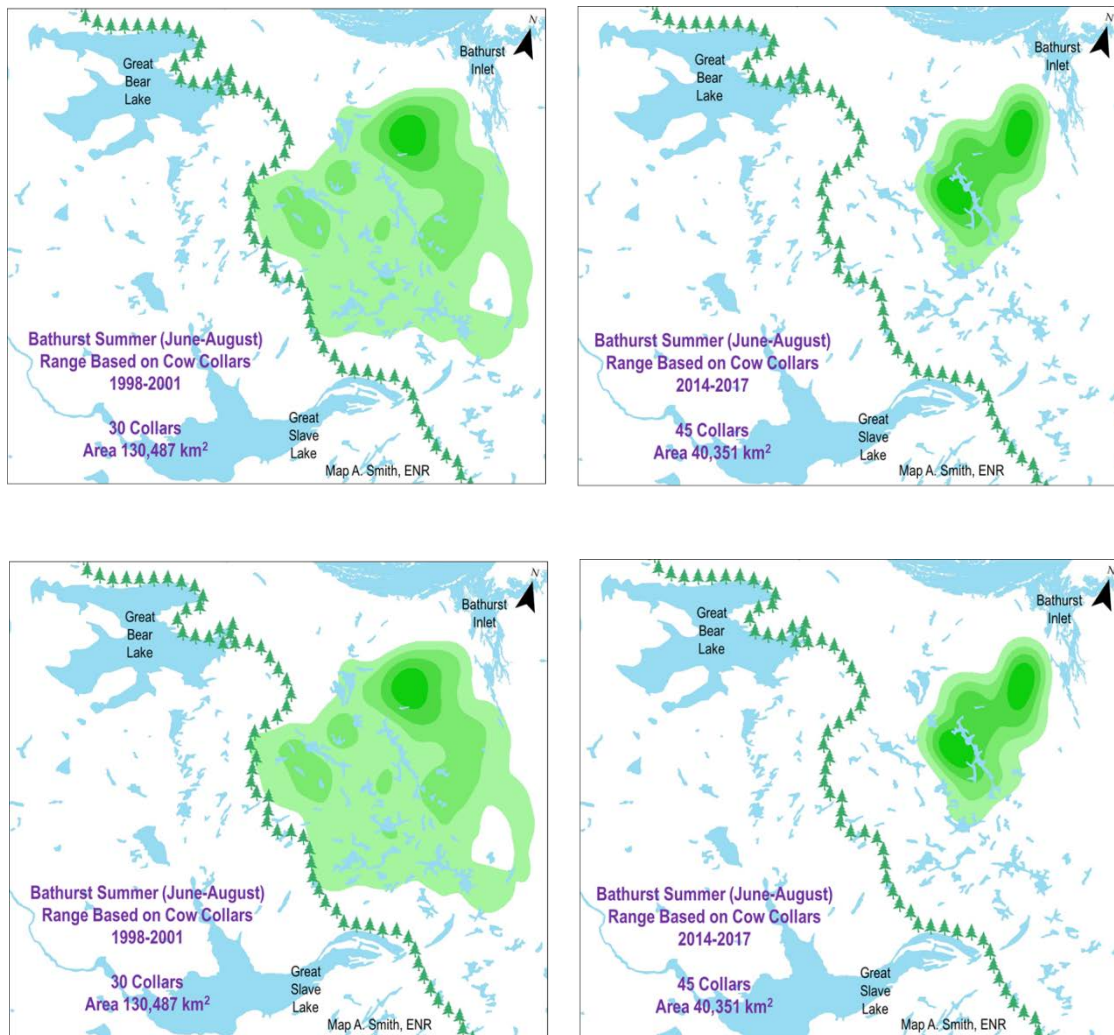 N
Bathurst
Inlet
Great
Bear
Lake
Bathurst Summer (June-August)
Range Based on Cow Collars
1998-2001
30 Collars
Area 130,487 km²
Great
Slave
Lake
Map A. Smith, ENR
N
Bathurst
Inlet
Great
Bear
Lake
Bathurst Summer (June-August)
Range Based on Cow Collars
2014-2017
45 Collars
Area 40,351 km²
Great
Slave
Lake
Map A. Smith, ENR
N
Bathurst
Inlet
Great
Bear
Lake
Bathurst Summer (June-August)
Range Based on Cow Collars
1998-2001
30 Collars
Area 130,487 km²
Great
Slave
Lake
Map A. Smith, ENR
N
Bathurst
Inlet
Great
Bear
Lake
Bathurst Summer (June-August)
Range Based on Cow Collars
2014-2017
45 Collars
Area 40,351 km²
Great
Slave
Lake
Map A. Smith, ENR